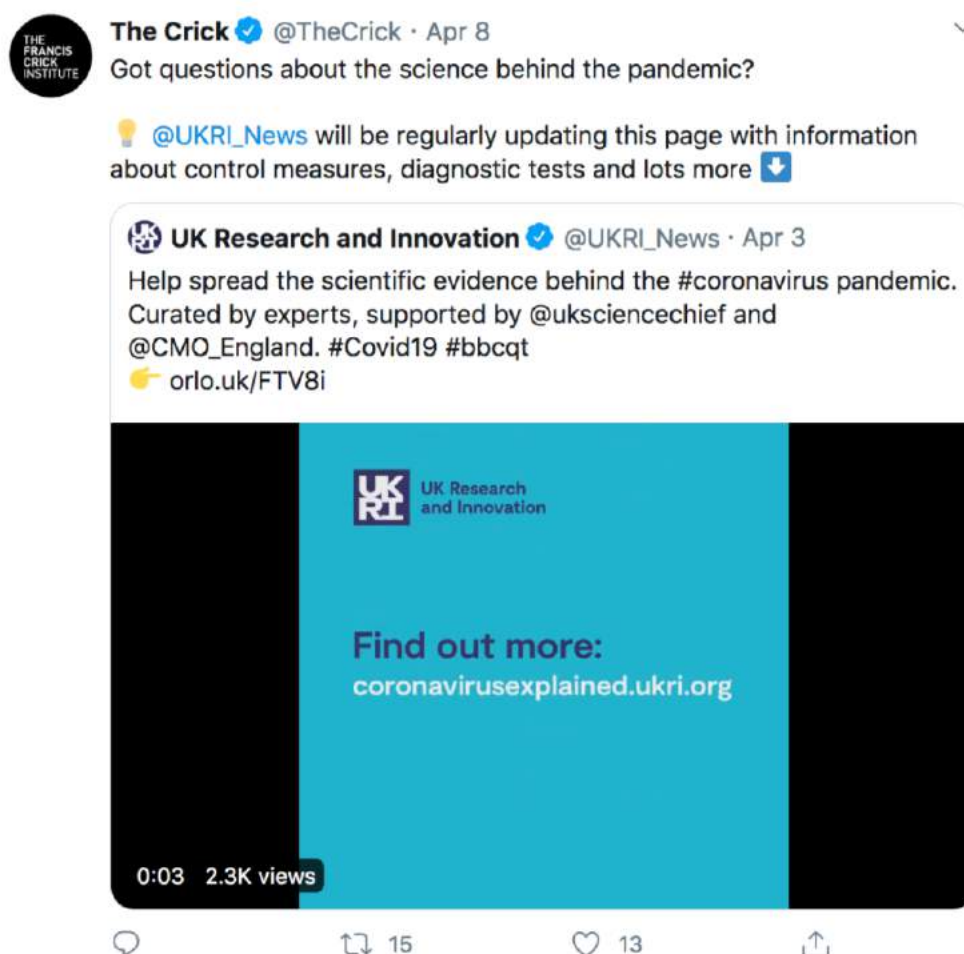 THE
FRANCIS
CRICK
INSTITUTE
The Crick @TheCrick · Apr 8
Got questions about the science behind the pandemic?
💡 @UKRI_News will be regularly updating this page with information
about control measures, diagnostic tests and lots more ⬇️
UK
RI
UK Research and Innovation @UKRI_News · Apr 3
Help spread the scientific evidence behind the #coronavirus pandemic.
Curated by experts, supported by @uksciencechief and
@CMO_England. #Covid19 #bbcqt
👉 orlo.uk/FTV8i
UK
RI
UK Research
and Innovation
Find out more:
coronavirusexplained.ukri.org
0:03 2.3K views
15 13